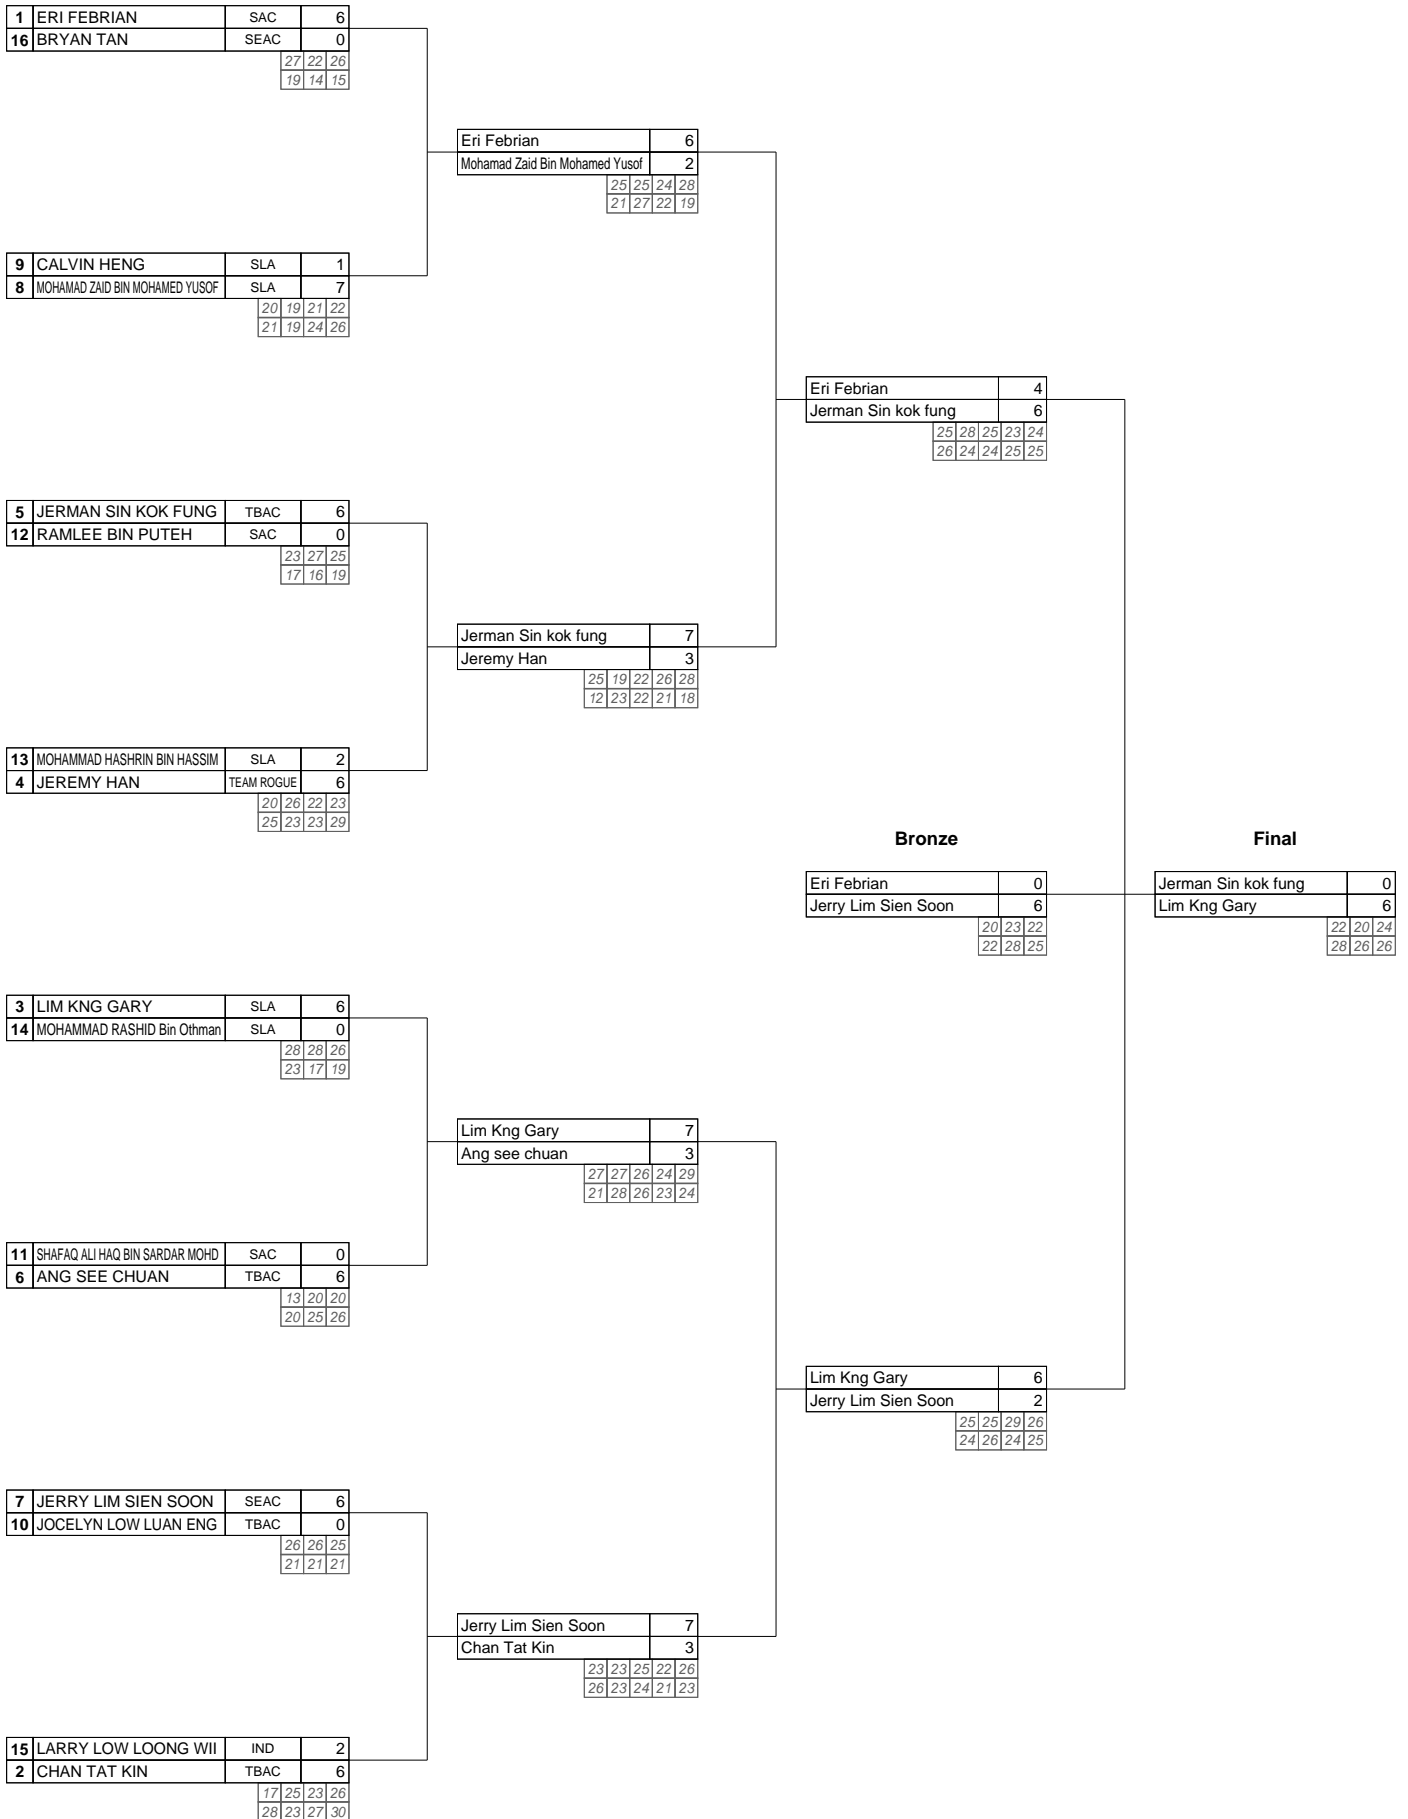 1 ERI FEBRIAN SAC 6
16 BRYAN TAN SEAC 0
27 22 26
19 14 15
Eri Febrian 6
Mohamad Zaid Bin Mohamed Yusof 2
25 25 24 28
21 27 22 19
9 CALVIN HENG SLA 1
8 MOHAMAD ZAID BIN MOHAMED YUSOF SLA 7
20 19 21 22
21 19 24 26
Eri Febrian 4
Jerman Sin kok fung 6
25 28 25 23 24
26 24 24 25 25
5 JERMAN SIN KOK FUNG TBAC 6
12 RAMLEE BIN PUTEH SAC 0
23 27 25
17 16 19
Jerman Sin kok fung 7
Jeremy Han 3
25 19 22 26 28
12 23 22 21 18
13 MOHAMMAD HASHRIN BIN HASSIM SLA 2
4 JEREMY HAN TEAM ROGUE 6
20 26 22 23
25 23 23 29
Bronze Final
Eri Febrian 0 Jerman Sin kok fung 0
Jerry Lim Sien Soon 6 Lim Kng Gary 6
20 23 22 22 20 24
22 28 25 28 26 26
3 LIM KNG GARY SLA 6
14 MOHAMMAD RASHID Bin Othman SLA 0
28 28 26
23 17 19
Lim Kng Gary 7
Ang see chuan 3
27 27 26 24 29
21 28 26 23 24
11 SHAFAQ ALI HAQ BIN SARDAR MOHD SAC 0
6 ANG SEE CHUAN TBAC 6
13 20 20
20 25 26
Lim Kng Gary 6
Jerry Lim Sien Soon 2
25 25 29 26
24 26 24 25
7 JERRY LIM SIEN SOON SEAC 6
10 JOCELYN LOW LUAN ENG TBAC 0
26 26 25
21 21 21
Jerry Lim Sien Soon 7
Chan Tat Kin 3
23 23 25 22 26
26 23 24 21 23
15 LARRY LOW LOONG WII IND 2
2 CHAN TAT KIN TBAC 6
17 25 23 26
28 23 27 30